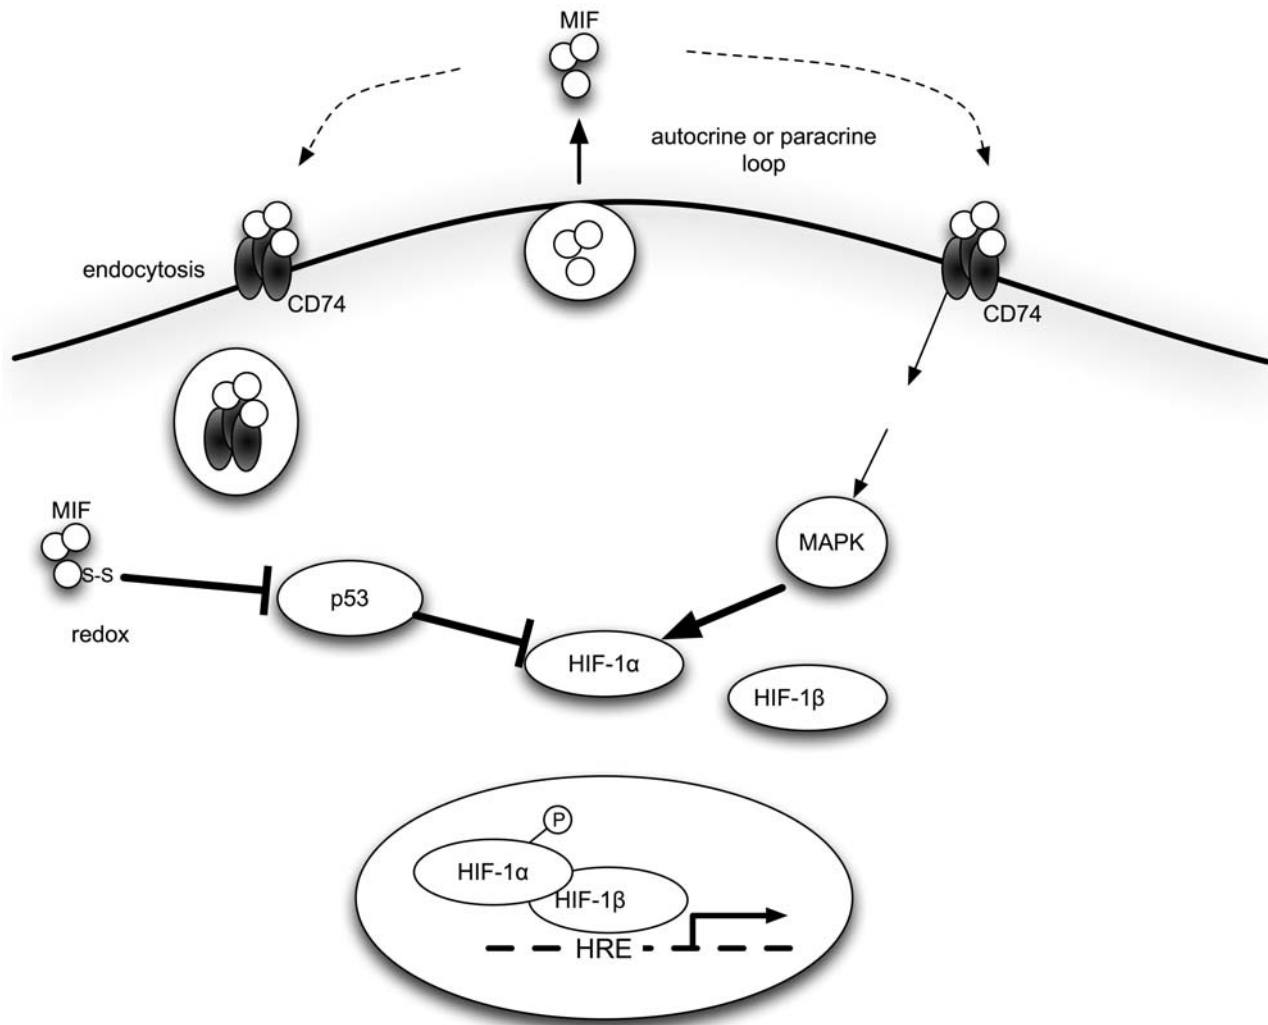 MIF
autocrine or paracrine
loop
endocytosis
CD74
CD74
MIF
S-S
redox
p53
MAPK
HIF-1α
HIF-1β
P
HIF-1α
HIF-1β
HRE